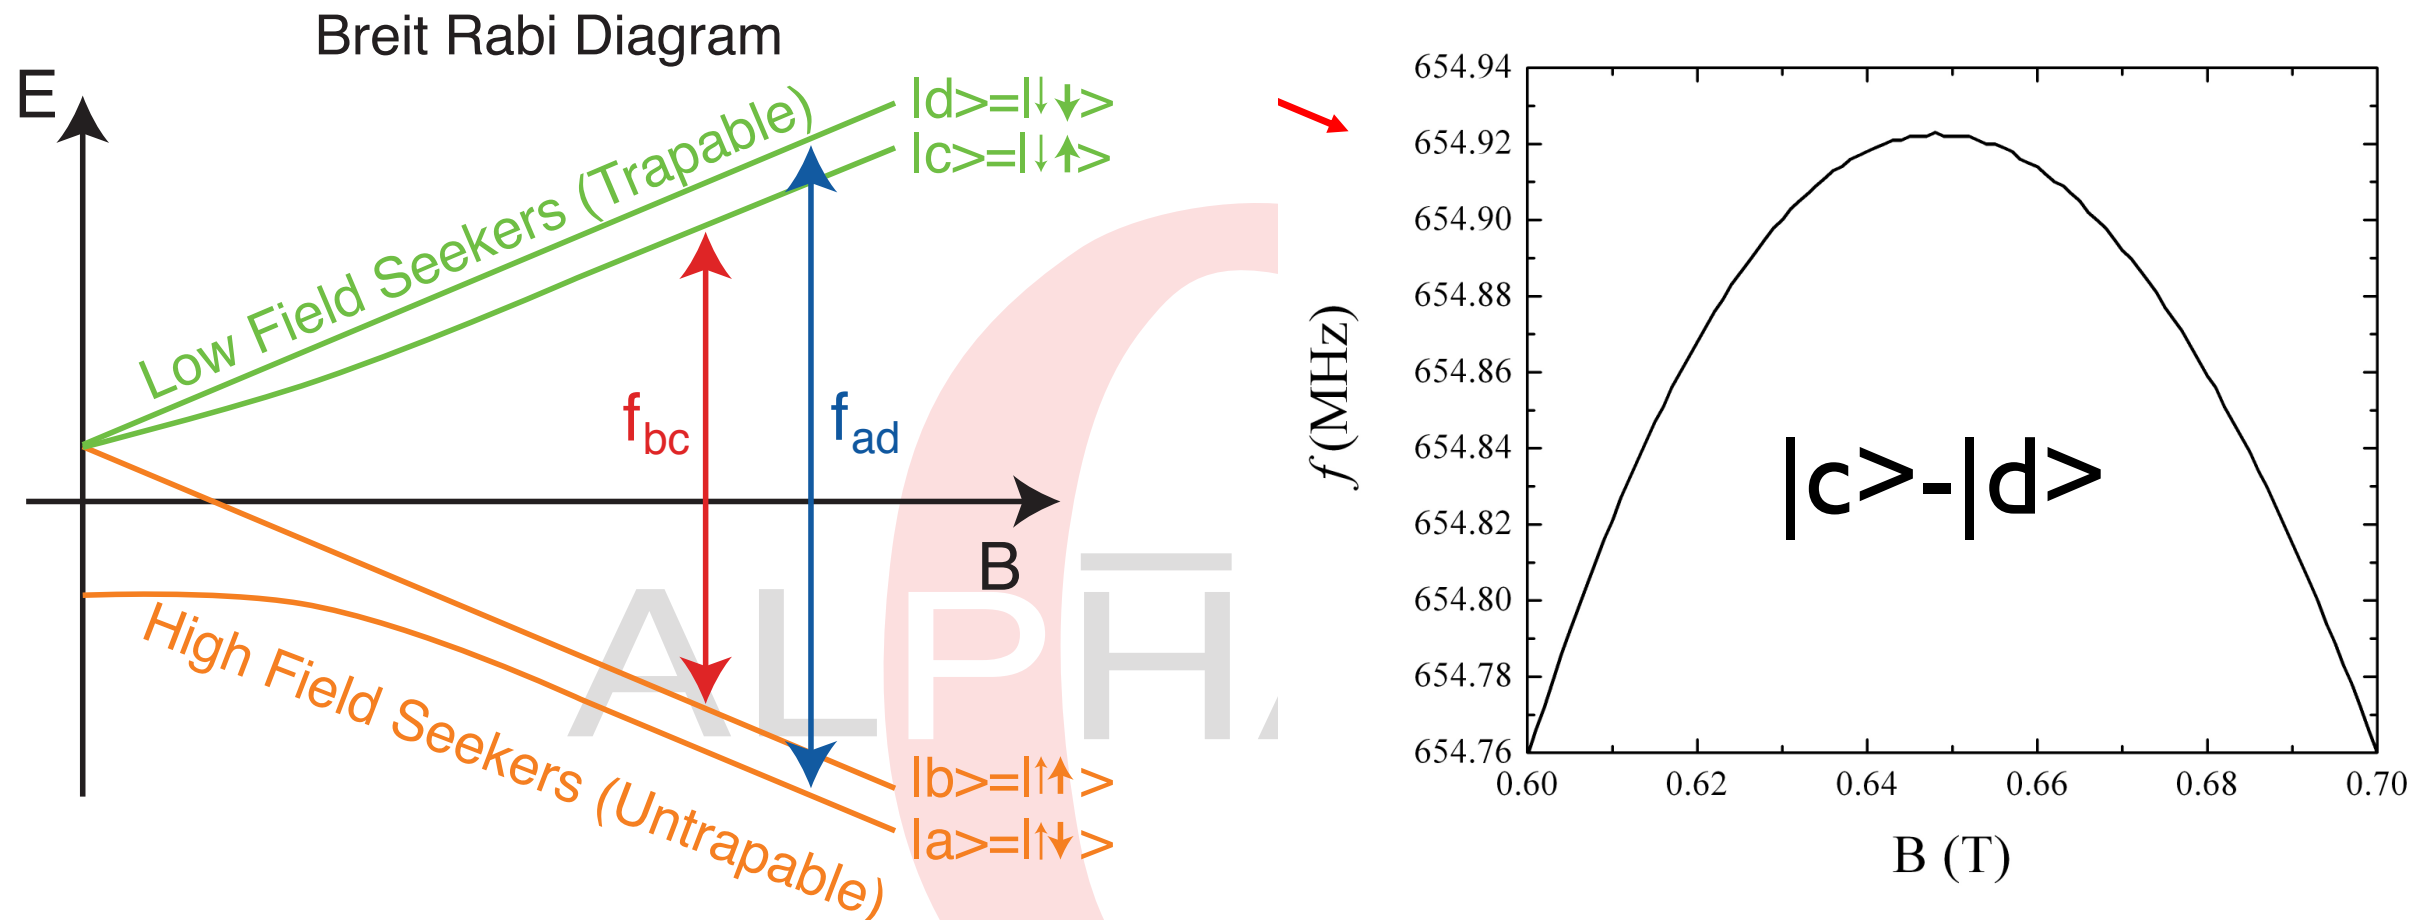 Breit Rabi Diagram
E
Low Field Seekers (Trapable)
|d>=|↓↓>
|c>=|↓↑>
f_bc
f_ad
B
High Field Seekers (Untrapable)
|b>=|↑↑>
|a>=|↑↓>
ALPH̅A
654.94
654.92
654.90
654.88
654.86
654.84
654.82
654.80
654.78
654.76
f (MHz)
|c>-|d>
0.60 0.62 0.64 0.66 0.68 0.70
B (T)